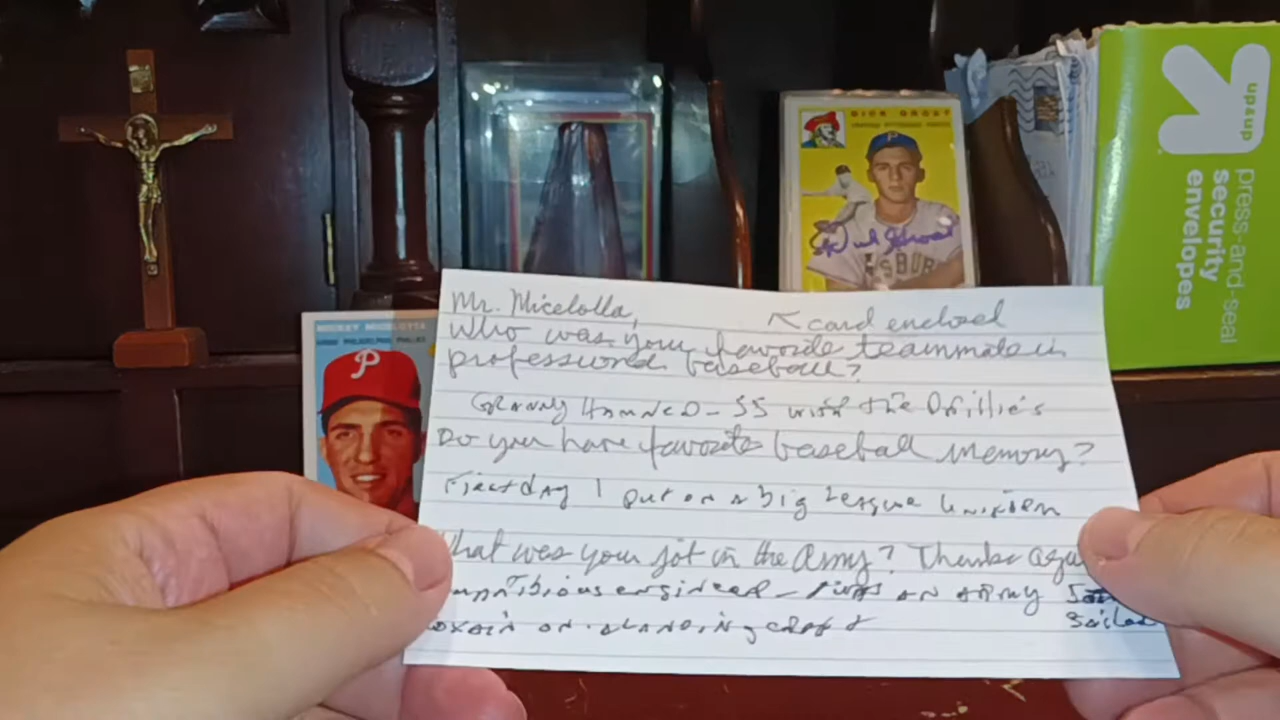 MICKEY MICELOTTA
P
DICK GROAT
P
SBUR
up&up
press-and-seal
security
envelopes
Mr. Micelolla,
↖ card enclosed
Who was your favorite teammate in
professional baseball?
Granny Hamner - SS with the Phillie's
Do you have favorite baseball memory?
First day I put on a big League Uniform
What was your job in the Army? Thanks again
engineer - I was an Army
Sailor
on landing craft